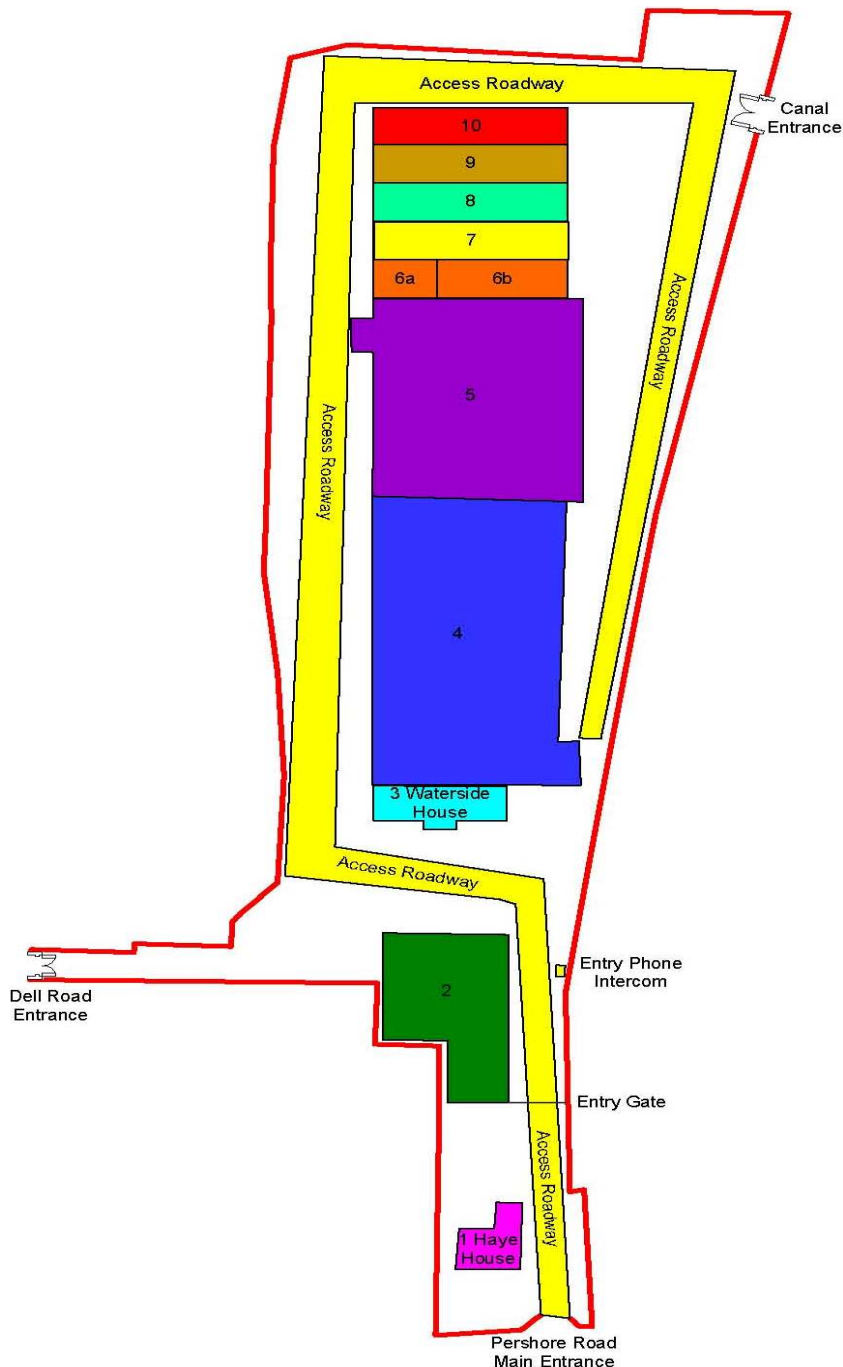 Access Roadway
Canal
Entrance
10
9
8
7
6a
6b
Access Roadway
5
Access Roadway
4
3 Waterside
House
Access Roadway
Entry Phone
Intercom
2
Dell Road
Entrance
Entry Gate
Access Roadway
1 Haye
House
Pershore Road
Main Entrance